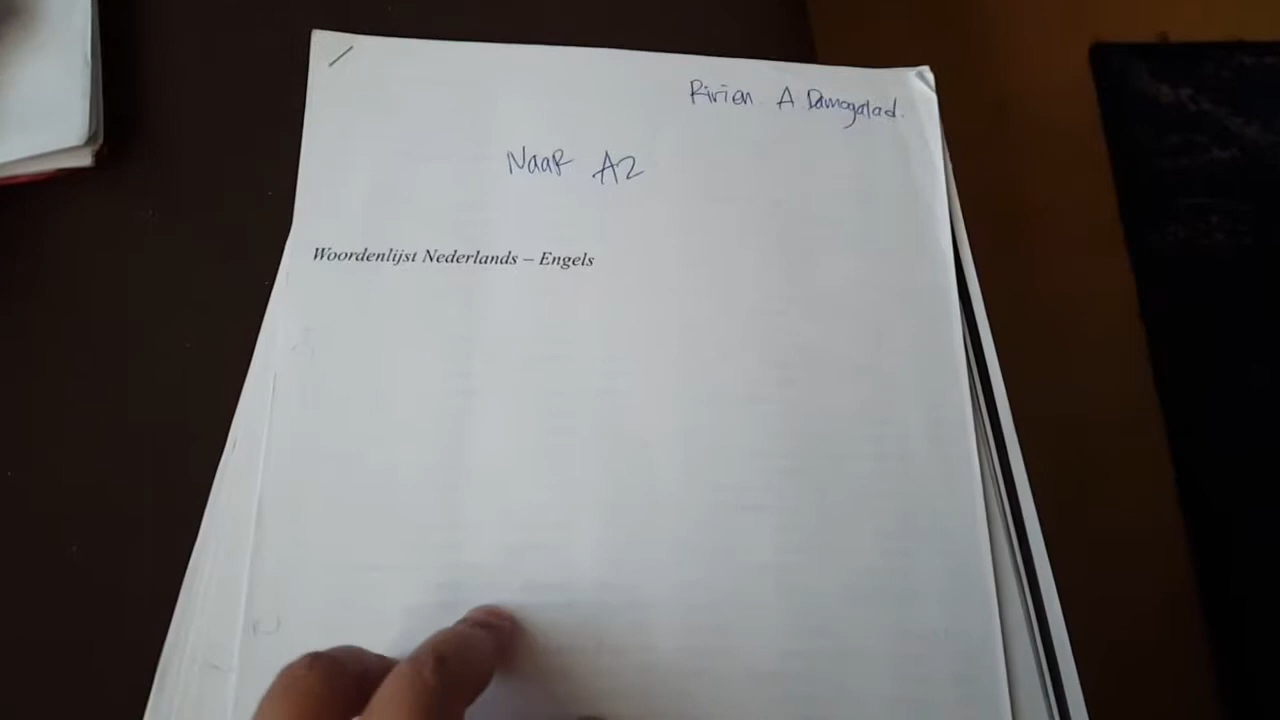 Ririen A Damogalad.
Naar A2
Woordenlijst Nederlands – Engels